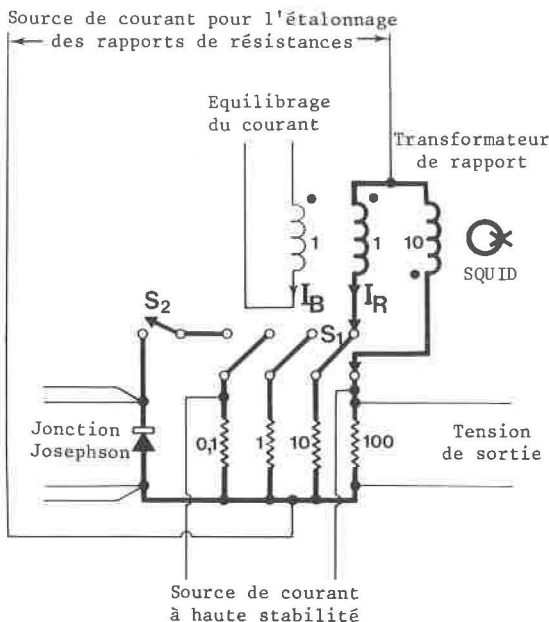 Source de courant pour l'étalonnage
des rapports de résistances
Equilibrage
du courant
Transformateur
de rapport
1
1
10
SQUID
S2
IB
IR
S1
Jonction
Josephson
0,1
1
10
100
Tension
de sortie
Source de courant
à haute stabilité